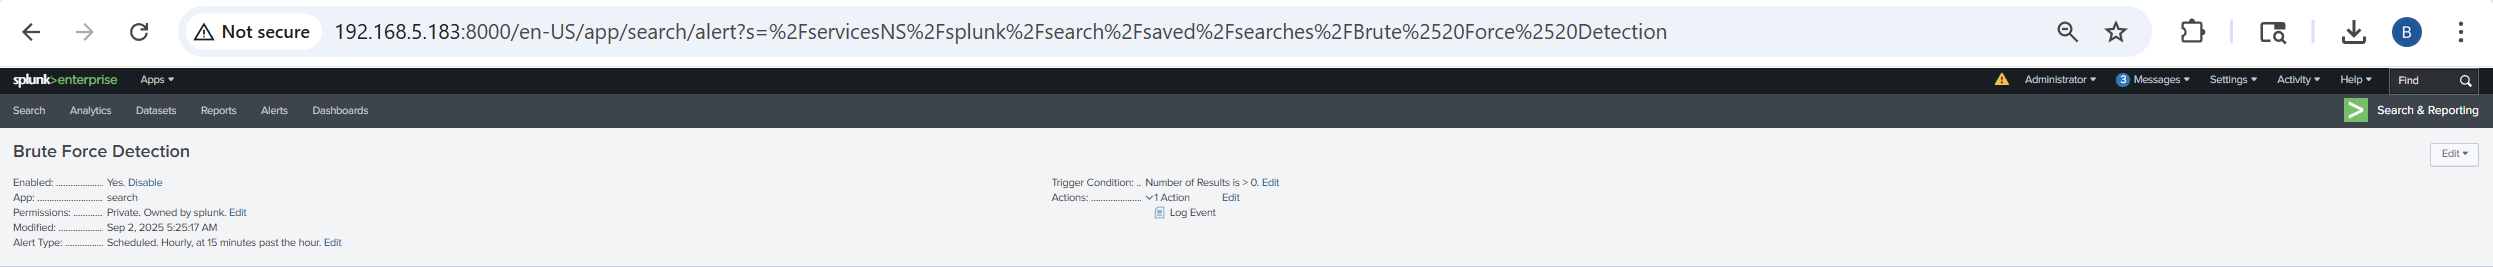 Not secure 192.168.5.183:8000/en-US/app/search/alert?s=%2FservicesNS%2Fsplunk%2Fsearch%2Fsaved%2Fsearches%2FBrute%2520Force%2520Detection B
splunk>enterprise Apps Administrator 3 Messages Settings Activity Help Find
Search Analytics Datasets Reports Alerts Dashboards > Search & Reporting
Brute Force Detection
Edit
Enabled: .................... Yes. Disable
App: ........................... search
Permissions: ............ Private. Owned by splunk. Edit
Modified: .................. Sep 2, 2025 5:25:17 AM
Alert Type: ................ Scheduled. Hourly, at 15 minutes past the hour. Edit
Trigger Condition: .. Number of Results is > 0. Edit
Actions: ..................... 1 Action Edit
Log Event